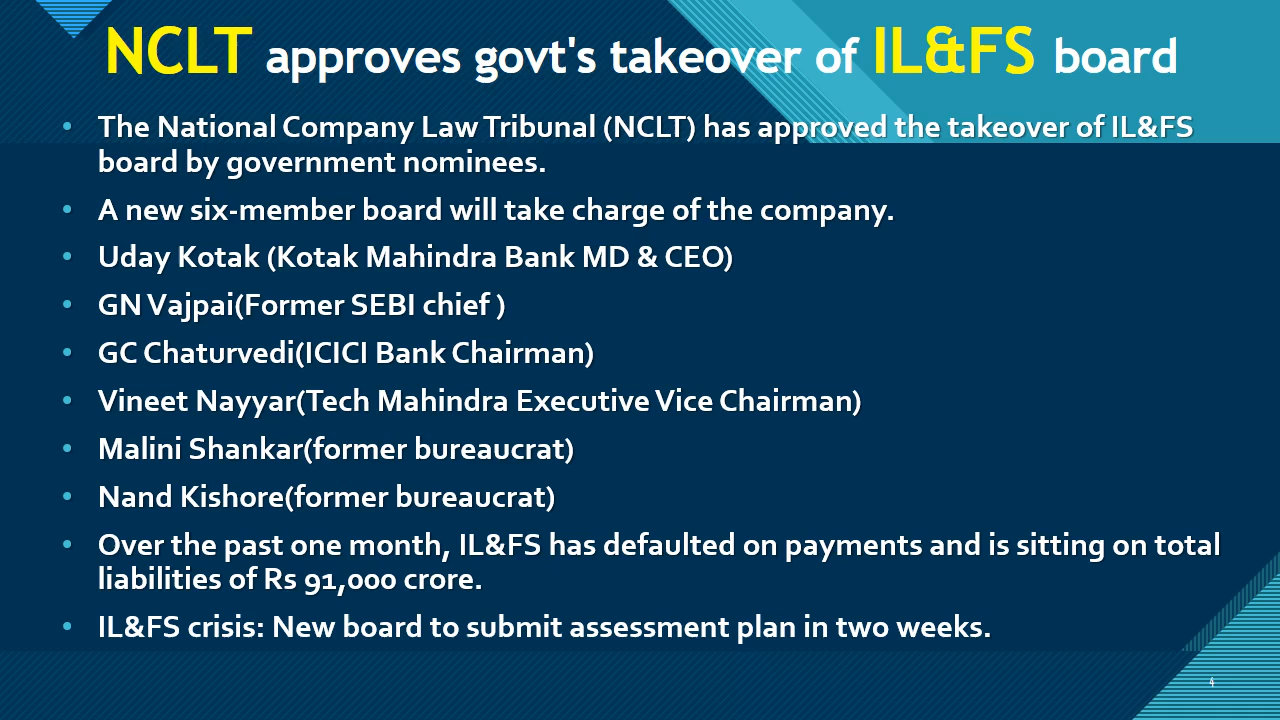 NCLT approves govt's takeover of IL&FS board
• The National Company Law Tribunal (NCLT) has approved the takeover of IL&FS
board by government nominees.
• A new six-member board will take charge of the company.
• Uday Kotak (Kotak Mahindra Bank MD & CEO)
• GN Vajpai(Former SEBI chief )
• GC Chaturvedi(ICICI Bank Chairman)
• Vineet Nayyar(Tech Mahindra Executive Vice Chairman)
• Malini Shankar(former bureaucrat)
• Nand Kishore(former bureaucrat)
• Over the past one month, IL&FS has defaulted on payments and is sitting on total
liabilities of Rs 91,000 crore.
• IL&FS crisis: New board to submit assessment plan in two weeks.
4